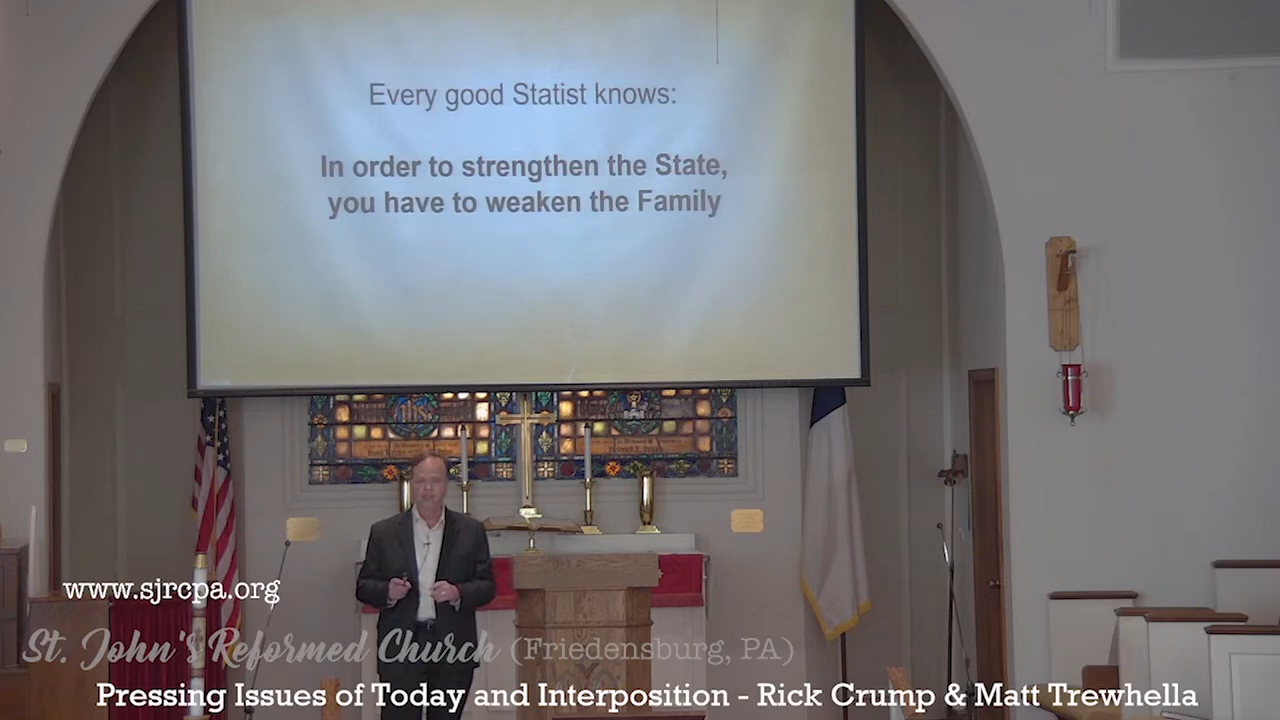 Every good Statist knows:
In order to strengthen the State,
you have to weaken the Family
www.sjrcpa.org
St. John's Reformed Church (Friedensburg, PA)
Pressing Issues of Today and Interposition - Rick Crump & Matt Trewhella